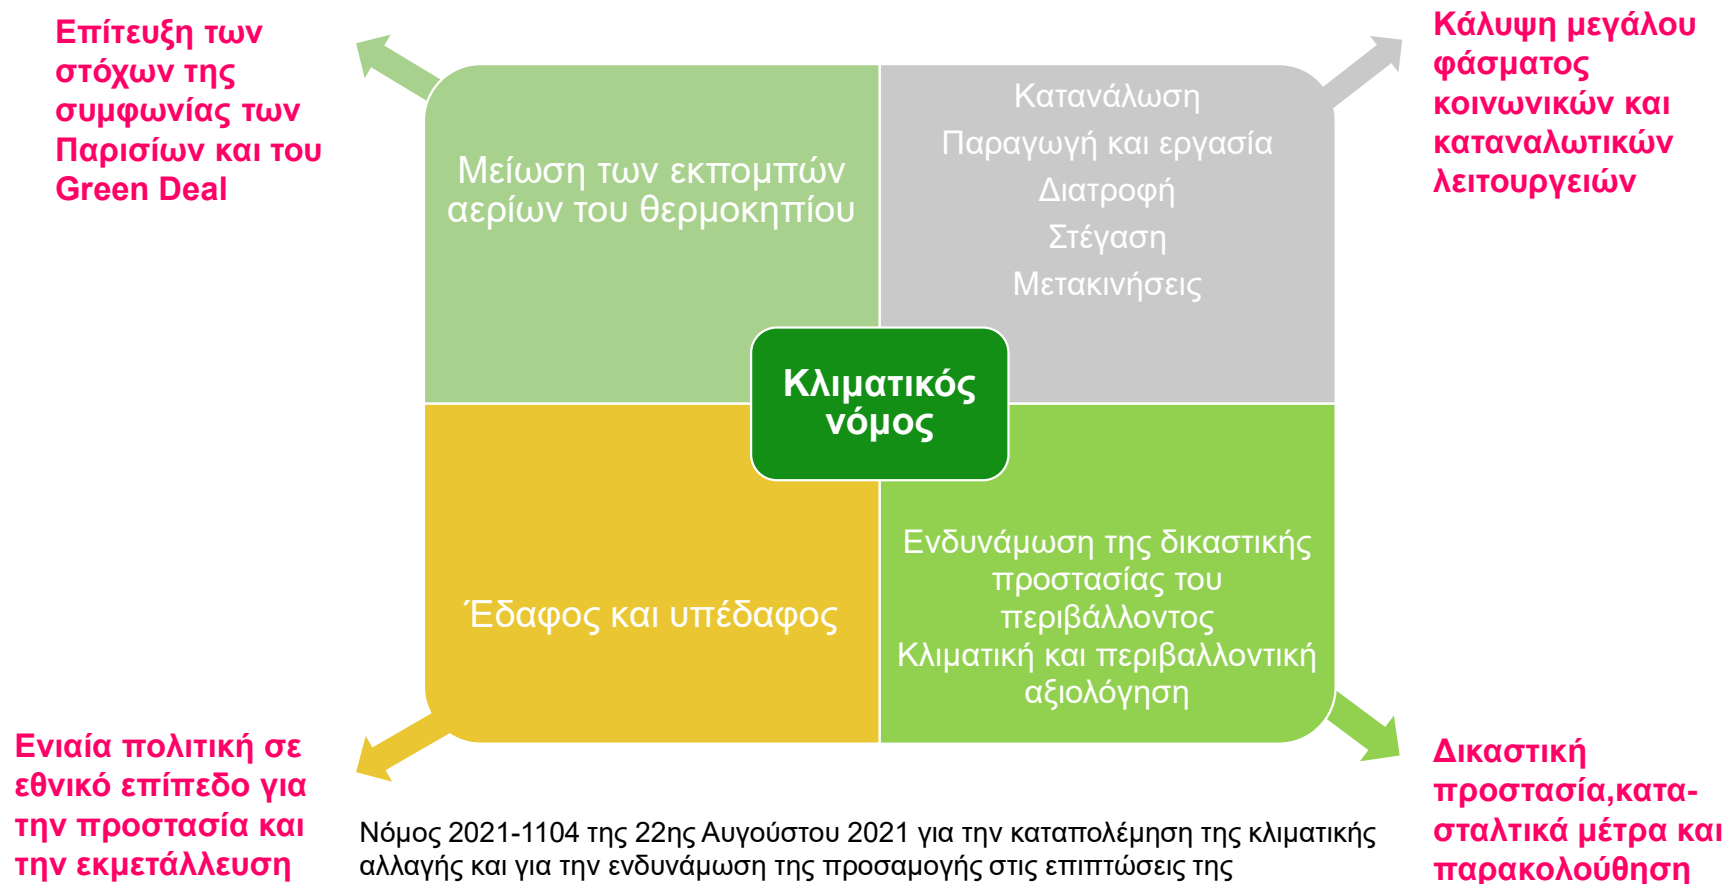 Επίτευξη των
στόχων της
συμφωνίας των
Παρισίων και του
Green Deal
Κάλυψη μεγάλου
φάσματος
κοινωνικών και
καταναλωτικών
λειτουργειών
Μείωση των εκπομπών
αερίων του θερμοκηπίου
Κατανάλωση
Παραγωγή και εργασία
Διατροφή
Στέγαση
Μετακινήσεις
Κλιματικός
νόμος
Έδαφος και υπέδαφος
Ενδυνάμωση της δικαστικής
προστασίας του
περιβάλλοντος
Κλιματική και περιβαλλοντική
αξιολόγηση
Ενιαία πολιτική σε
εθνικό επίπεδο για
την προστασία και
την εκμετάλλευση
Δικαστική
προστασία,κατα-
σταλτικά μέτρα και
παρακολούθηση
Νόμος 2021-1104 της 22ης Αυγούστου 2021 για την καταπολέμηση της κλιματικής
αλλαγής και για την ενδυνάμωση της προσαμογής στις επιπτώσεις της